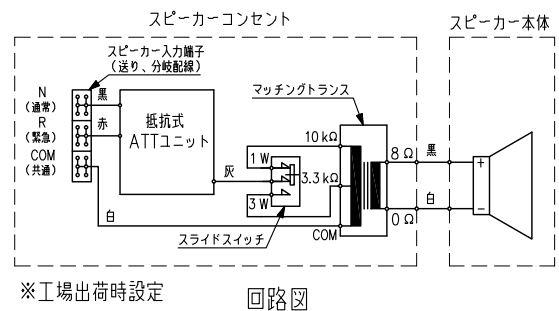 スピーカーコンセント
スピーカー本体
スピーカー入力端子
(送り、分岐配線)
マッチングトランス
N
(通常)
黒
R
(緊急)
赤
COM
(共通)
抵抗式
ATTユニット
灰
白
1 W
3 W
スライドスイッチ
10 kΩ
3.3 kΩ
COM
8 Ω
0 Ω
黒
白
+
−
※工場出荷時設定
回路図